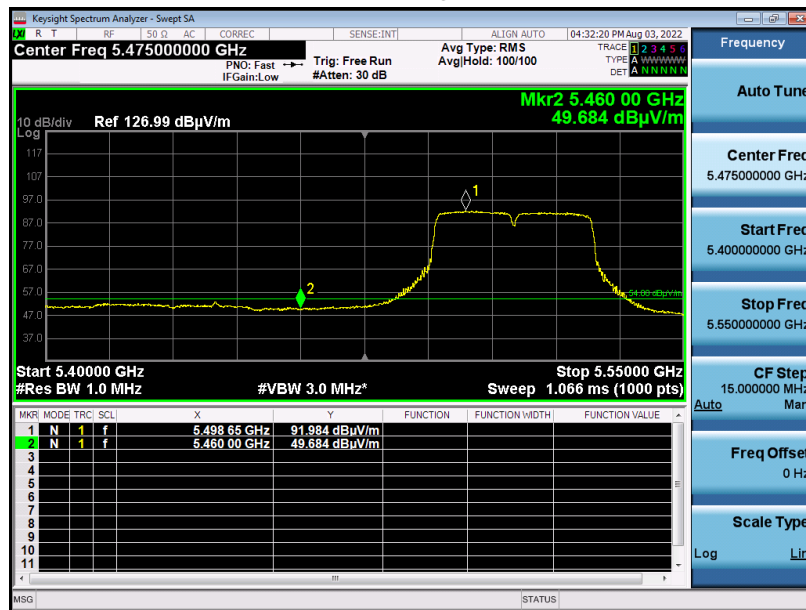 Keysight Spectrum Analyzer - Swept SA
LXI R T RF 50 Ω AC CORREC SENSE:INT ALIGN AUTO 04:32:20 PM Aug 03, 2022
Center Freq 5.475000000 GHz
PNO: Fast
IFGain:Low
Trig: Free Run
#Atten: 30 dB
Avg Type: RMS
Avg|Hold: 100/100
TRACE 1 2 3 4 5 6
TYPE A WWWWW
DET A N N N N N
Frequency
Mkr2 5.460 00 GHz
49.684 dBµV/m
10 dB/div Ref 126.99 dBµV/m
Log
117
107
97.0
87.0
77.0
67.0
57.0
47.0
37.0
1
2
54.00 dBµV/m
Start 5.40000 GHz Stop 5.55000 GHz
#Res BW 1.0 MHz #VBW 3.0 MHz* Sweep 1.066 ms (1000 pts)
MKR MODE TRC SCL X Y FUNCTION FUNCTION WIDTH FUNCTION VALUE
1 N 1 f 5.498 65 GHz 91.984 dBµV/m
2 N 1 f 5.460 00 GHz 49.684 dBµV/m
3
4
5
6
7
8
9
10
11
MSG STATUS
Auto Tune
Center Freq
5.475000000 GHz
Start Freq
5.400000000 GHz
Stop Freq
5.550000000 GHz
CF Step
15.000000 MHz
Auto Man
Freq Offset
0 Hz
Scale Type
Log Lin